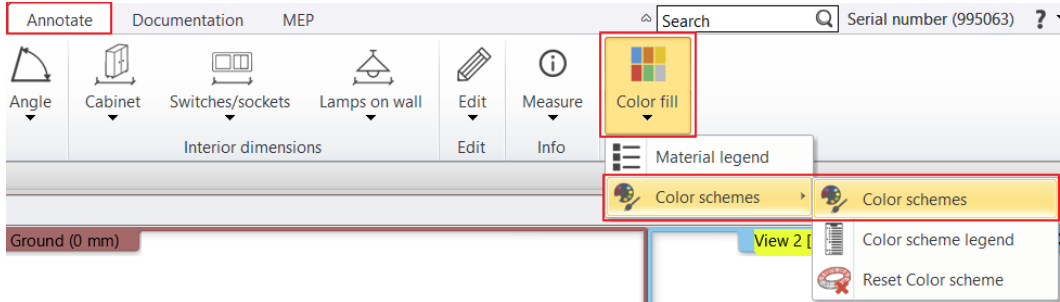 Annotate Documentation MEP Search Serial number (995063) ?
Angle Cabinet Switches/sockets Lamps on wall Edit Measure Color fill
Interior dimensions Edit Info
Material legend
Color schemes Color schemes
Ground (0 mm) View 2 [ Color scheme legend
Reset Color scheme